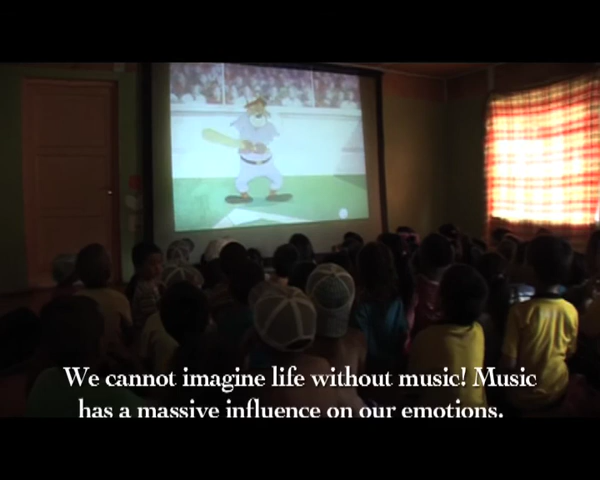 We cannot imagine life without music! Music
has a massive influence on our emotions.